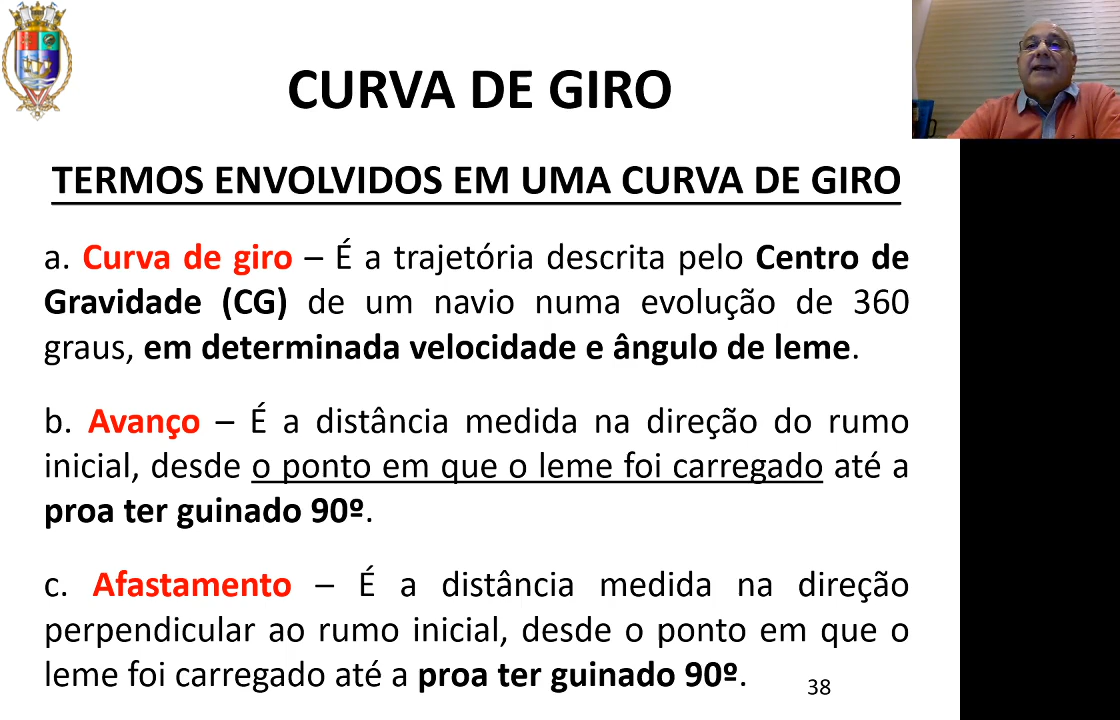 CURVA DE GIRO
TERMOS ENVOLVIDOS EM UMA CURVA DE GIRO
a. Curva de giro – É a trajetória descrita pelo Centro de
Gravidade (CG) de um navio numa evolução de 360
graus, em determinada velocidade e ângulo de leme.
b. Avanço – É a distância medida na direção do rumo
inicial, desde o ponto em que o leme foi carregado até a
proa ter guinado 90º.
c. Afastamento – É a distância medida na direção
perpendicular ao rumo inicial, desde o ponto em que o
leme foi carregado até a proa ter guinado 90º.
38